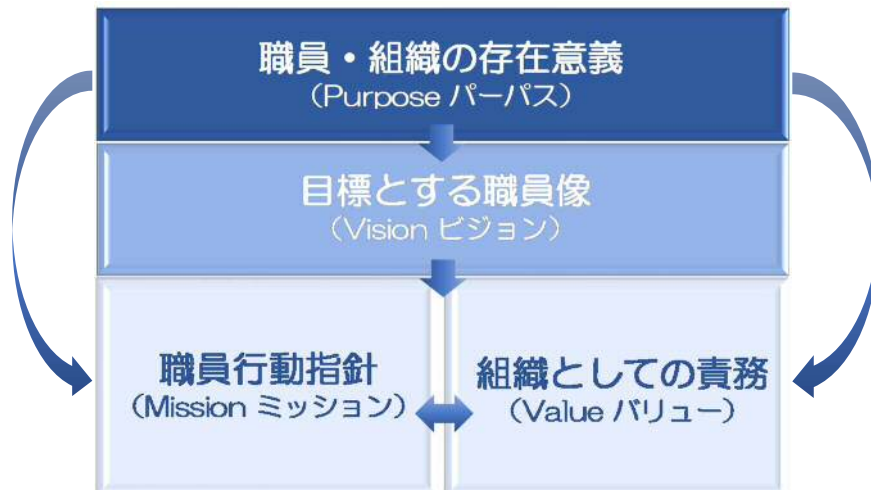 職員・組織の存在意義
（Purpose パーパス）
目標とする職員像
（Vision ビジョン）
職員行動指針
（Mission ミッション）
組織としての責務
（Value バリュー）